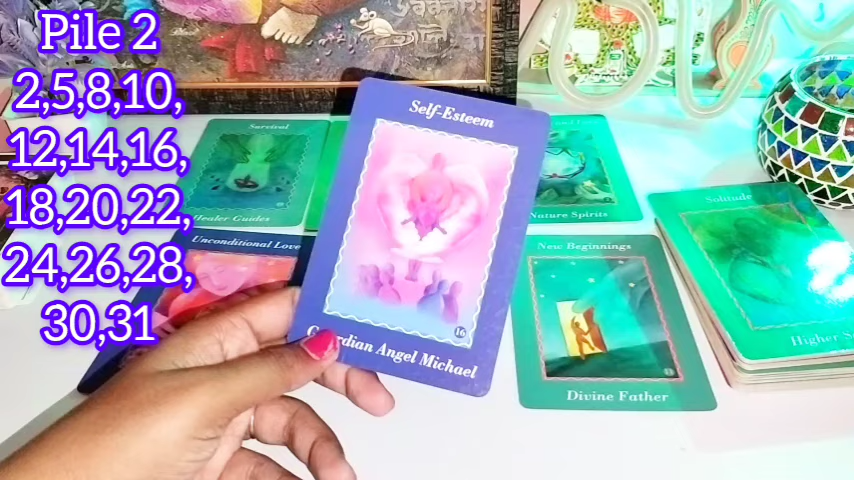 Pile 2
2,5,8,10,
12,14,16,
18,20,22,
24,26,28,
30,31
Self-Esteem
16
Guardian Angel Michael
Survival
Healer Guides
Unconditional Love
Nature Spirits
New Beginnings
Divine Father
Solitude
Higher